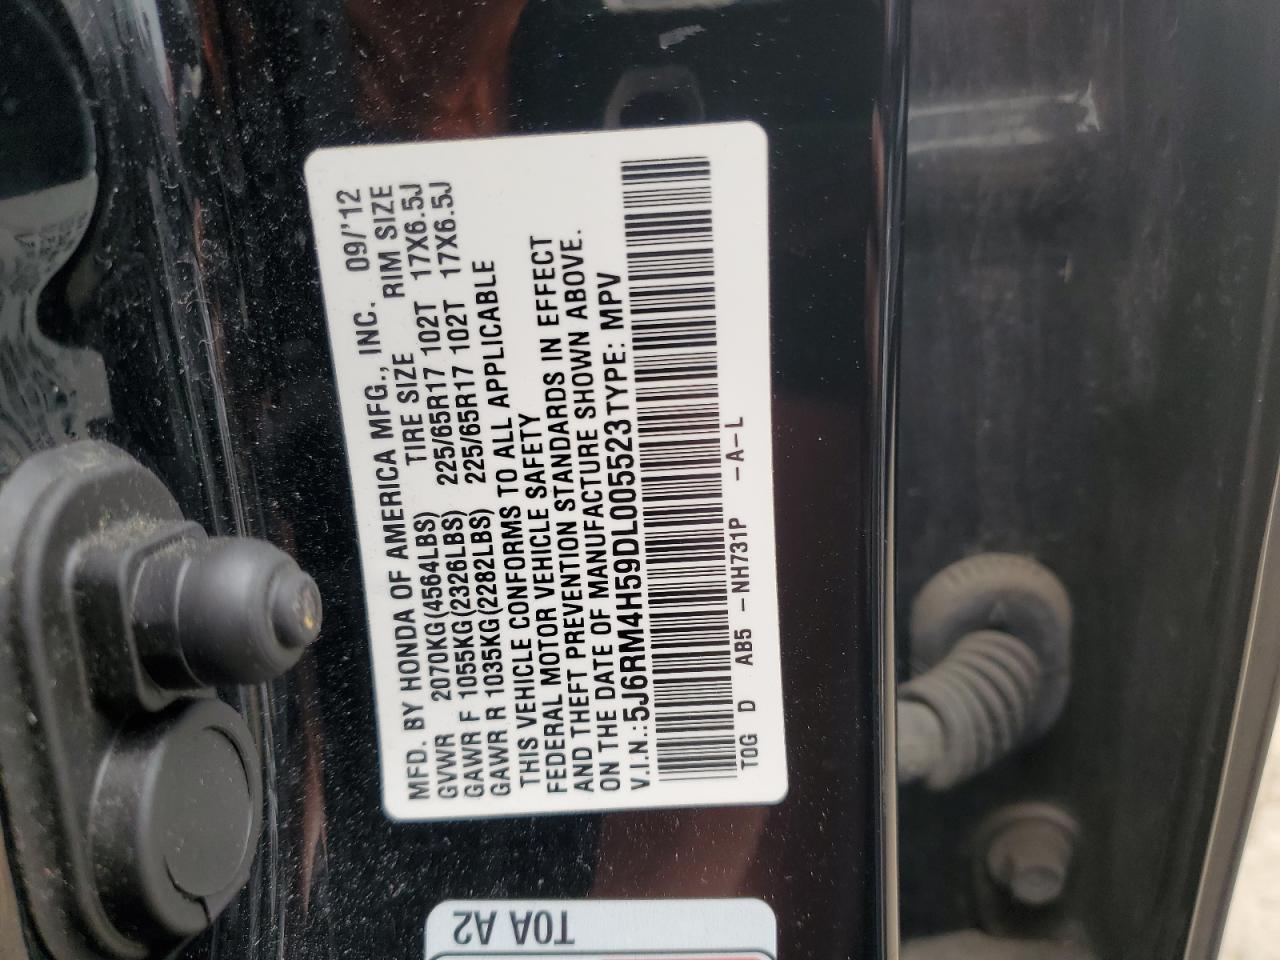 MFD. BY HONDA OF AMERICA MFG., INC. 09/'12
GVWR 2070KG(4564LBS) TIRE SIZE RIM SIZE
GAWR F 1055KG(2326LBS) 225/65R17 102T 17X6.5J
GAWR R 1035KG(2282LBS) 225/65R17 102T 17X6.5J
THIS VEHICLE CONFORMS TO ALL APPLICABLE
FEDERAL MOTOR VEHICLE SAFETY
AND THEFT PREVENTION STANDARDS IN EFFECT
ON THE DATE OF MANUFACTURE SHOWN ABOVE.
V.I.N.:5J6RM4H59DL005523TYPE: MPV
TOG D AB5 -NH731P -A-L
TOA A2